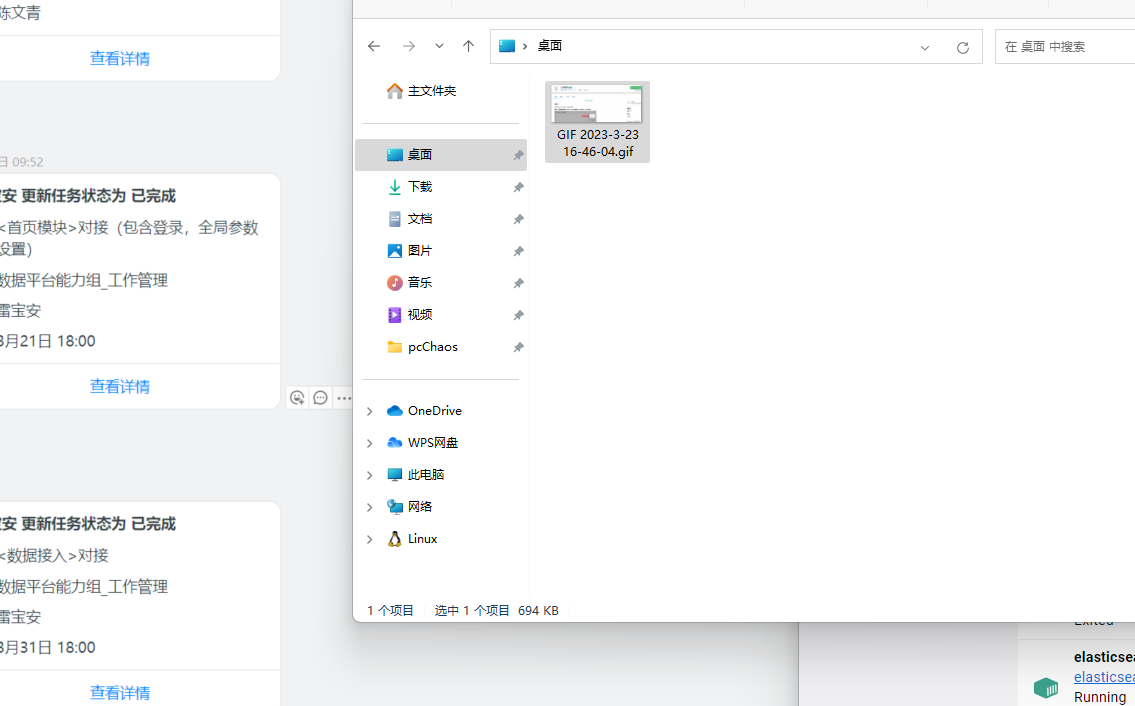 陈文青
查看详情
日 09:52
安 更新任务状态为 已完成
<首页模块>对接（包含登录，全局参数
设置）
数据平台能力组_工作管理
雷宝安
3月21日 18:00
查看详情
安 更新任务状态为 已完成
<数据接入>对接
数据平台能力组_工作管理
雷宝安
3月31日 18:00
查看详情
桌面
在 桌面 中搜索
主文件夹
桌面
下载
文档
图片
音乐
视频
pcChaos
OneDrive
WPS网盘
此电脑
网络
Linux
GIF 2023-3-23
16-46-04.gif
1 个项目 选中 1 个项目 694 KB
Exited
elasticsea
elasticsea
Running